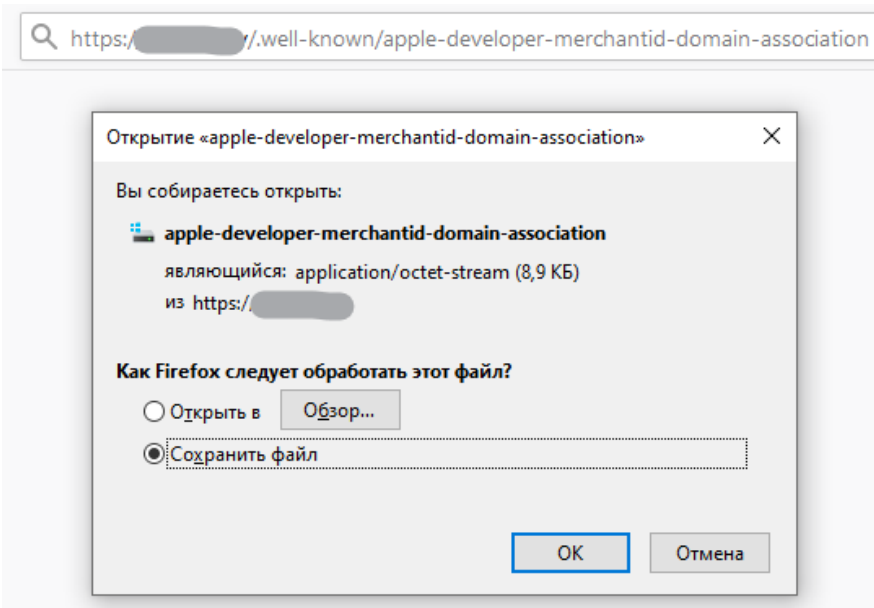 https:/ /.well-known/apple-developer-merchantid-domain-association
Открытие «apple-developer-merchantid-domain-association»
Вы собираетесь открыть:
apple-developer-merchantid-domain-association
являющийся: application/octet-stream (8,9 КБ)
из https:/
Как Firefox следует обработать этот файл?
Открыть в Обзор...
Сохранить файл
ОК Отмена